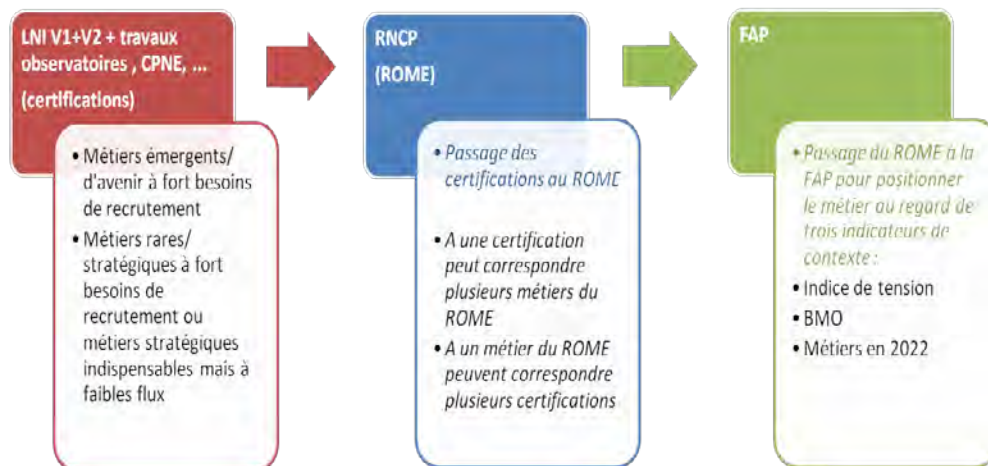 LNI V1+V2 + travaux
observatoires , CPNE, ...
(certifications)
• Métiers émergents/
d'avenir à fort besoins
de recrutement
• Métiers rares/
stratégiques à fort
besoins de
recrutement ou
métiers stratégiques
indispensables mais à
faibles flux
RNCP
(ROME)
• Passage des
certifications au ROME
• A une certification
peut correspondre
plusieurs métiers du
ROME
• A un métier du ROME
peuvent correspondre
plusieurs certifications
FAP
• Passage du ROME à la
FAP pour positionner
le métier au regard de
trois indicateurs de
contexte :
• Indice de tension
• BMO
• Métiers en 2022